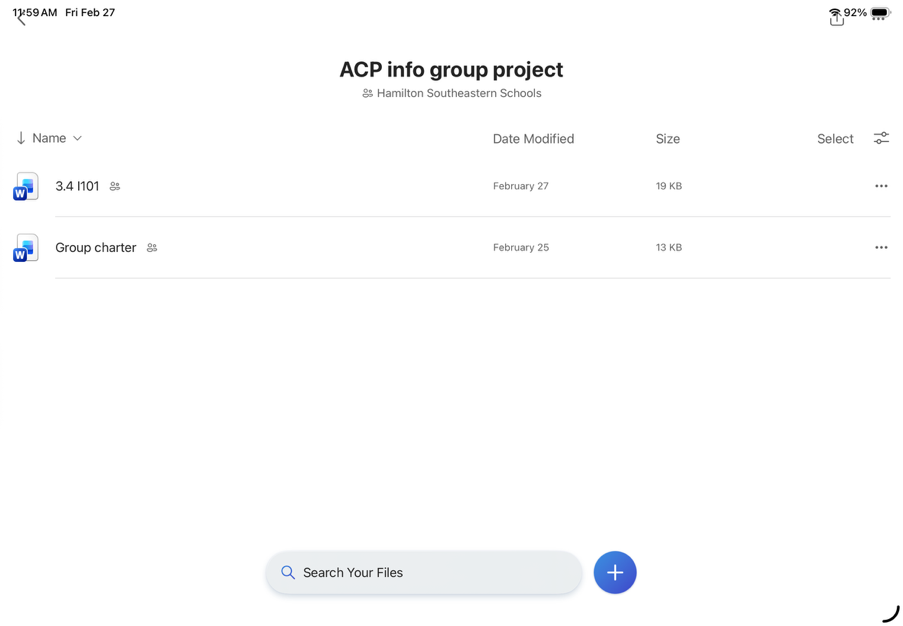 11:59 AM Fri Feb 27
92%
ACP info group project
Hamilton Southeastern Schools
Name
Date Modified
Size
Select
W
3.4 I101
February 27
19 KB
W
Group charter
February 25
13 KB
Search Your Files